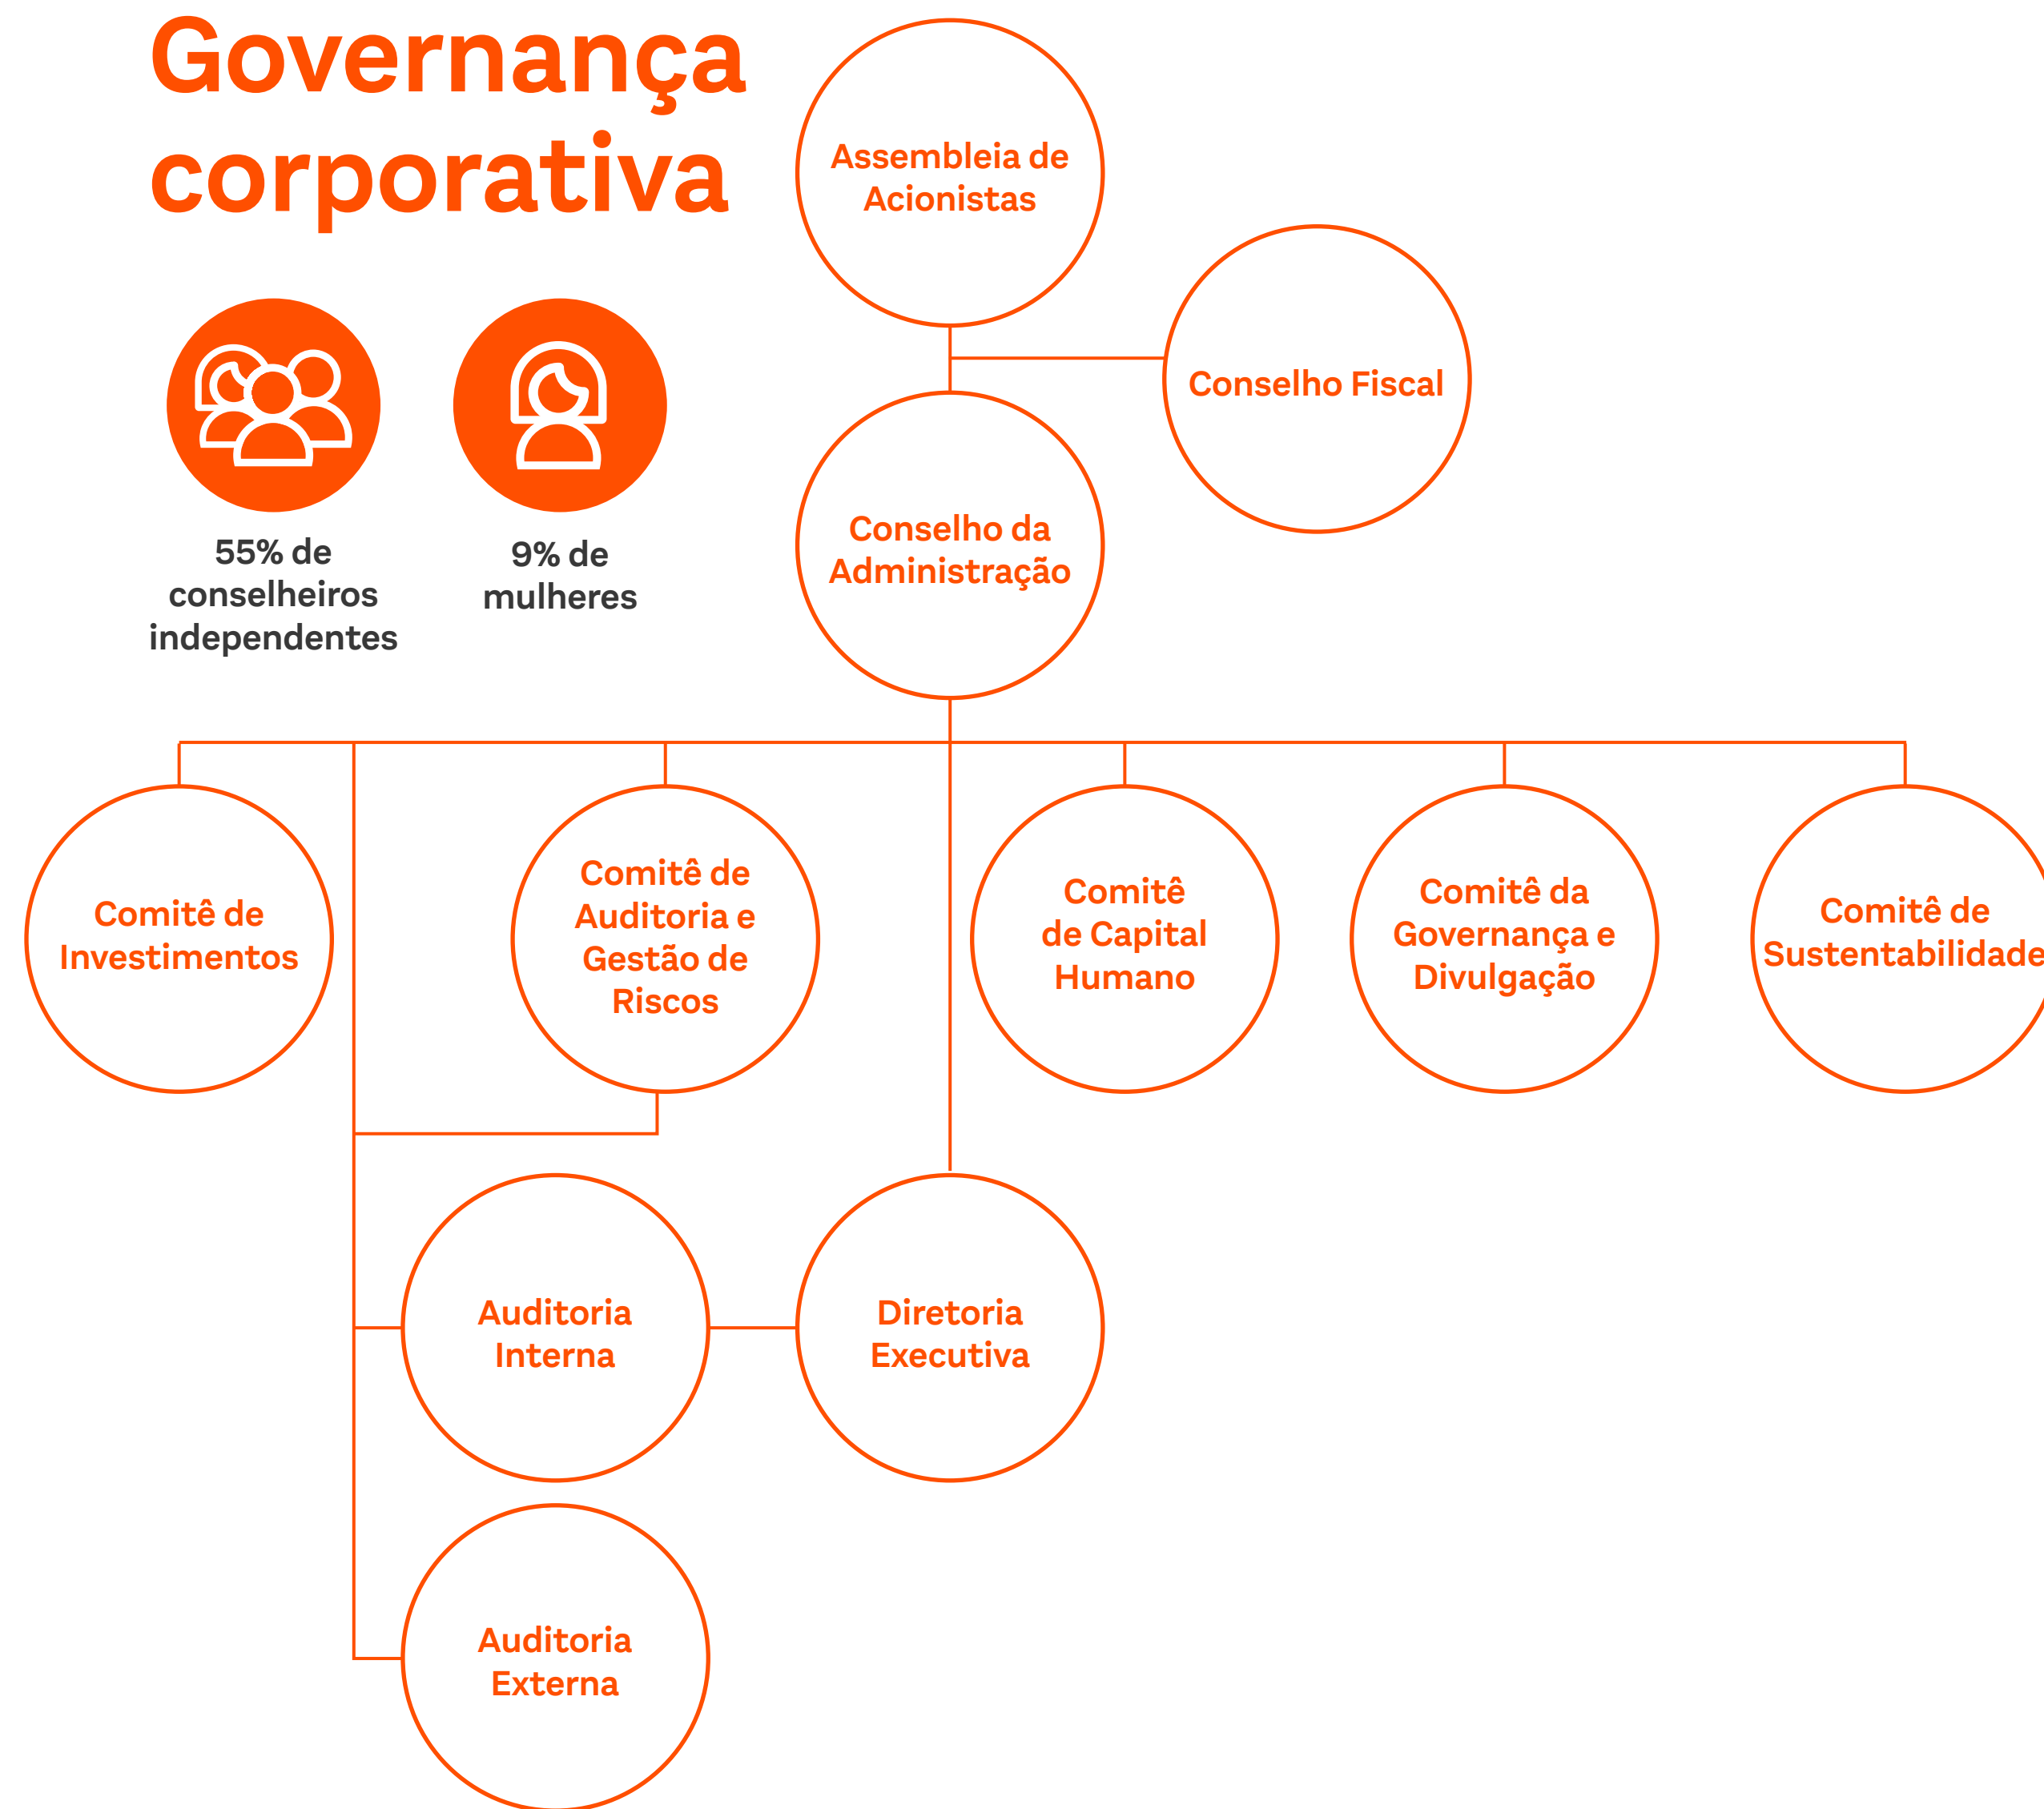 Governança
corporativa
Assembleia de
Acionistas
Conselho Fiscal
55% de
conselheiros
independentes
9% de
mulheres
Conselho da
Administração
Comitê de
Investimentos
Comitê de
Auditoria e
Gestão de
Riscos
Comitê
de Capital
Humano
Comitê da
Governança e
Divulgação
Comitê de
Sustentabilidade
Auditoria
Interna
Diretoria
Executiva
Auditoria
Externa